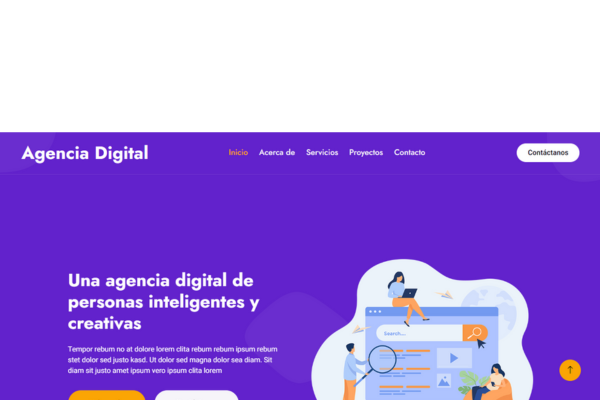 Agencia Digital
Inicio Acerca de Servicios Proyectos Contacto
Contáctanos
Una agencia digital de
personas inteligentes y
creativas
Tempor rebum no at dolore lorem clita rebum rebum ipsum rebum
stet dolor sed justo kasd. Ut dolor sed magna dolor sea diam. Sit
diam sit justo amet ipsum vero ipsum clita lorem
Search...